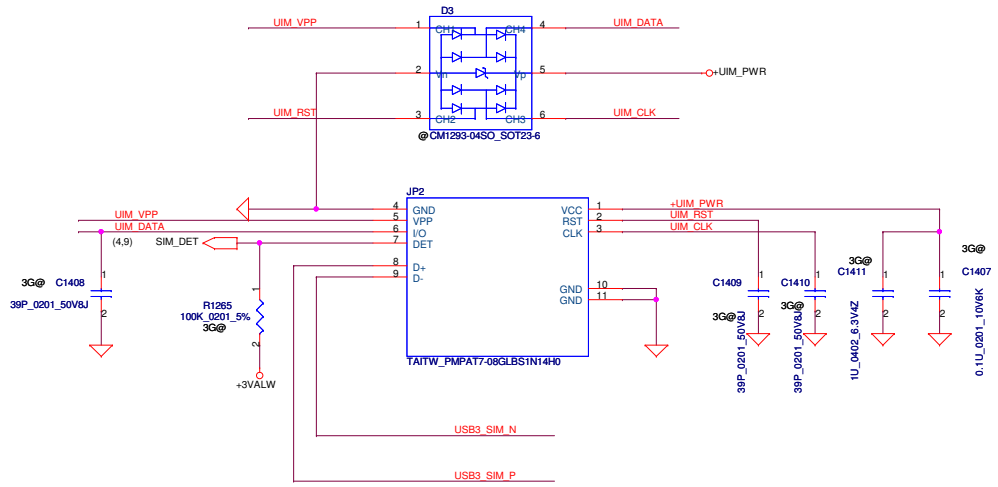 D3
UIM_VPP 1 CH1 CH4 4 UIM_DATA
2 Vn Vp 5 +UIM_PWR
UIM_RST 3 CH2 CH3 6 UIM_CLK
@ CM1293-04SO_SOT23-6
JP2
4 GND VCC 1 +UIM_PWR
UIM_VPP 5 VPP RST 2 UIM_RST
UIM_DATA 6 I/O CLK 3 UIM_CLK
(4,9) SIM_DET 7 DET
8 D+
9 D-
GND 10
GND 11
TAITW_PMPAT7-08GLBS1N14H0
3G@ C1408
1
2
39P_0201_50V8J
1
R1265
100K_0201_5%
3G@
2
+3VALW
C1409
1
2
3G@
39P_0201_50V8J
C1410
1
2
3G@
39P_0201_50V8J
3G@
C1411
1
2
1U_0402_6.3V4Z
3G@
C1407
1
2
0.1U_0201_10V6K
USB3_SIM_N
USB3_SIM_P